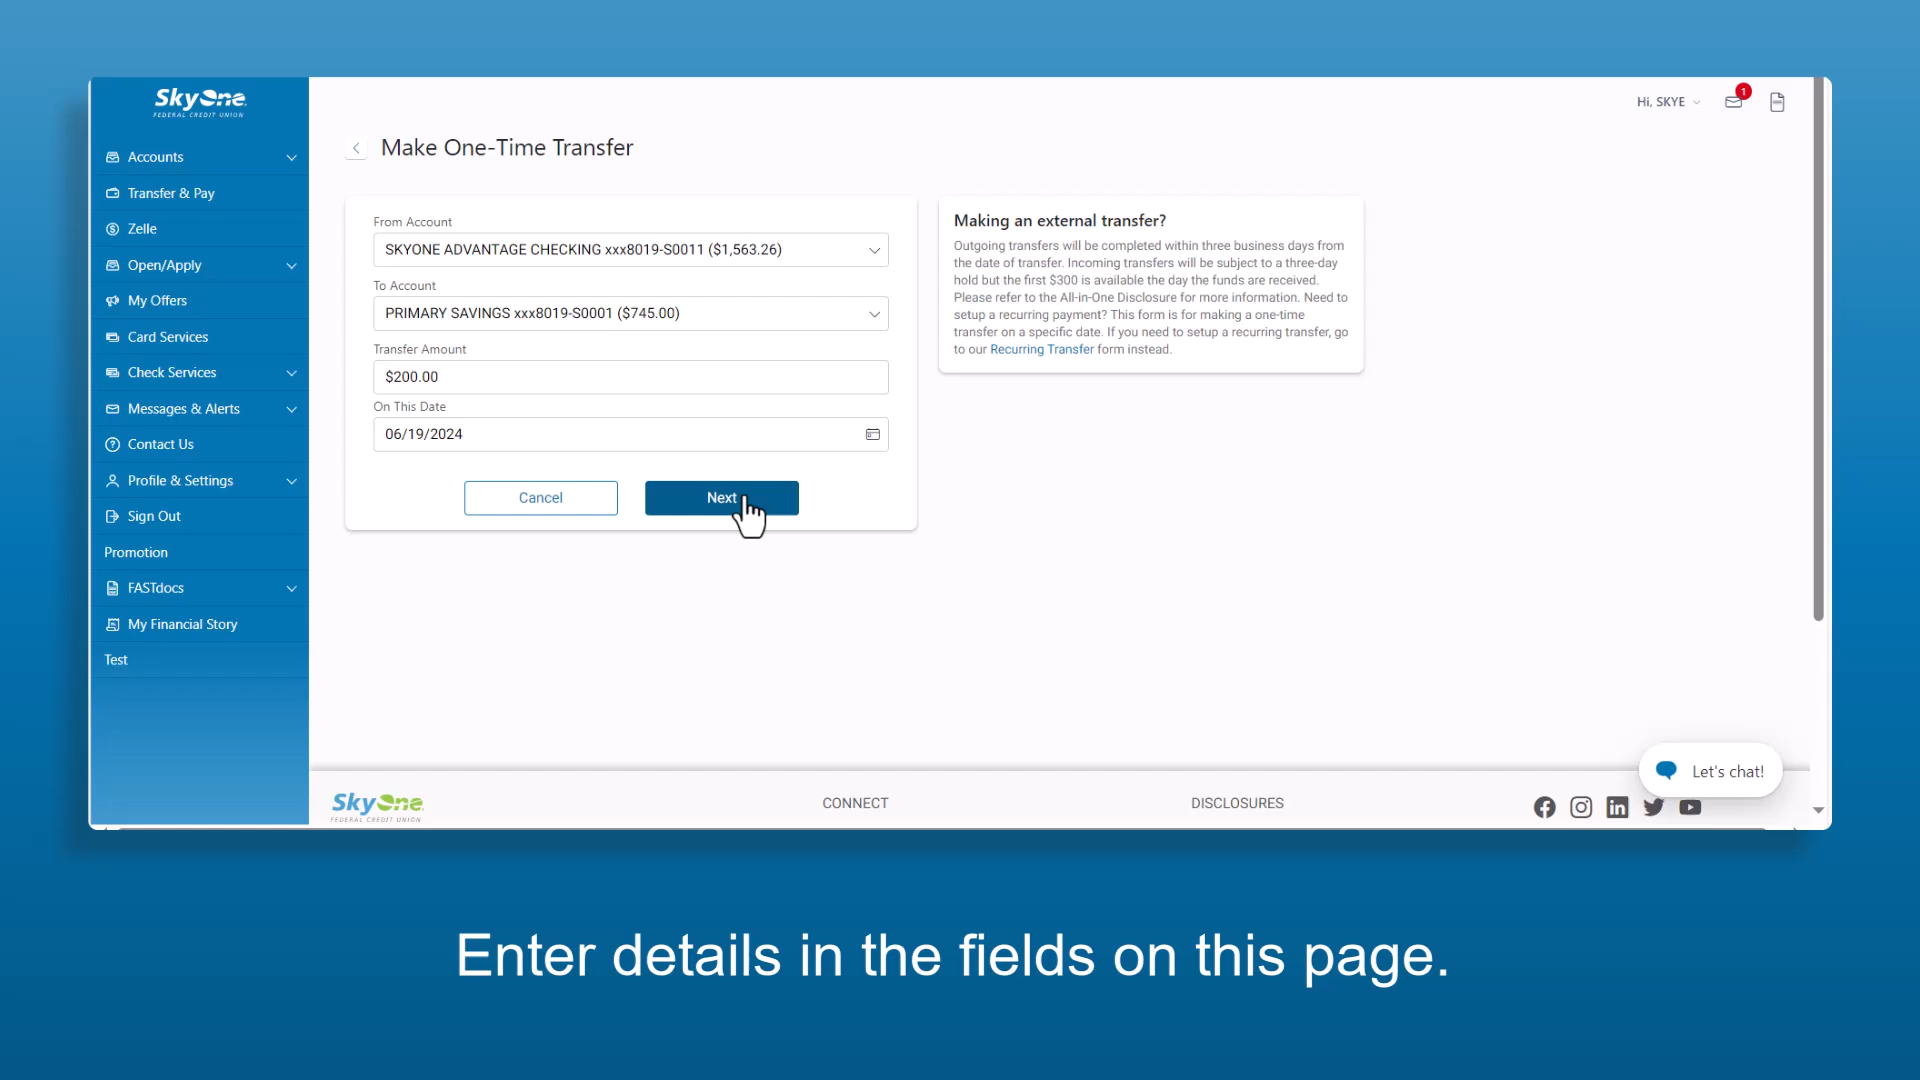 SkyOne
FEDERAL CREDIT UNION
Accounts
Transfer & Pay
Zelle
Open/Apply
My Offers
Card Services
Check Services
Messages & Alerts
Contact Us
Profile & Settings
Sign Out
Promotion
FASTdocs
My Financial Story
Test
Hi, SKYE
1
Make One-Time Transfer
From Account
SKYONE ADVANTAGE CHECKING xxx8019-S0011 ($1,563.26)
To Account
PRIMARY SAVINGS xxx8019-S0001 ($745.00)
Transfer Amount
$200.00
On This Date
06/19/2024
Cancel
Next
Making an external transfer?
Outgoing transfers will be completed within three business days from
the date of transfer. Incoming transfers will be subject to a three-day
hold but the first $300 is available the day the funds are received.
Please refer to the All-in-One Disclosure for more information. Need to
setup a recurring payment? This form is for making a one-time
transfer on a specific date. If you need to setup a recurring transfer, go
to our Recurring Transfer form instead.
Let's chat!
SkyOne
FEDERAL CREDIT UNION
CONNECT
DISCLOSURES
Enter details in the fields on this page.